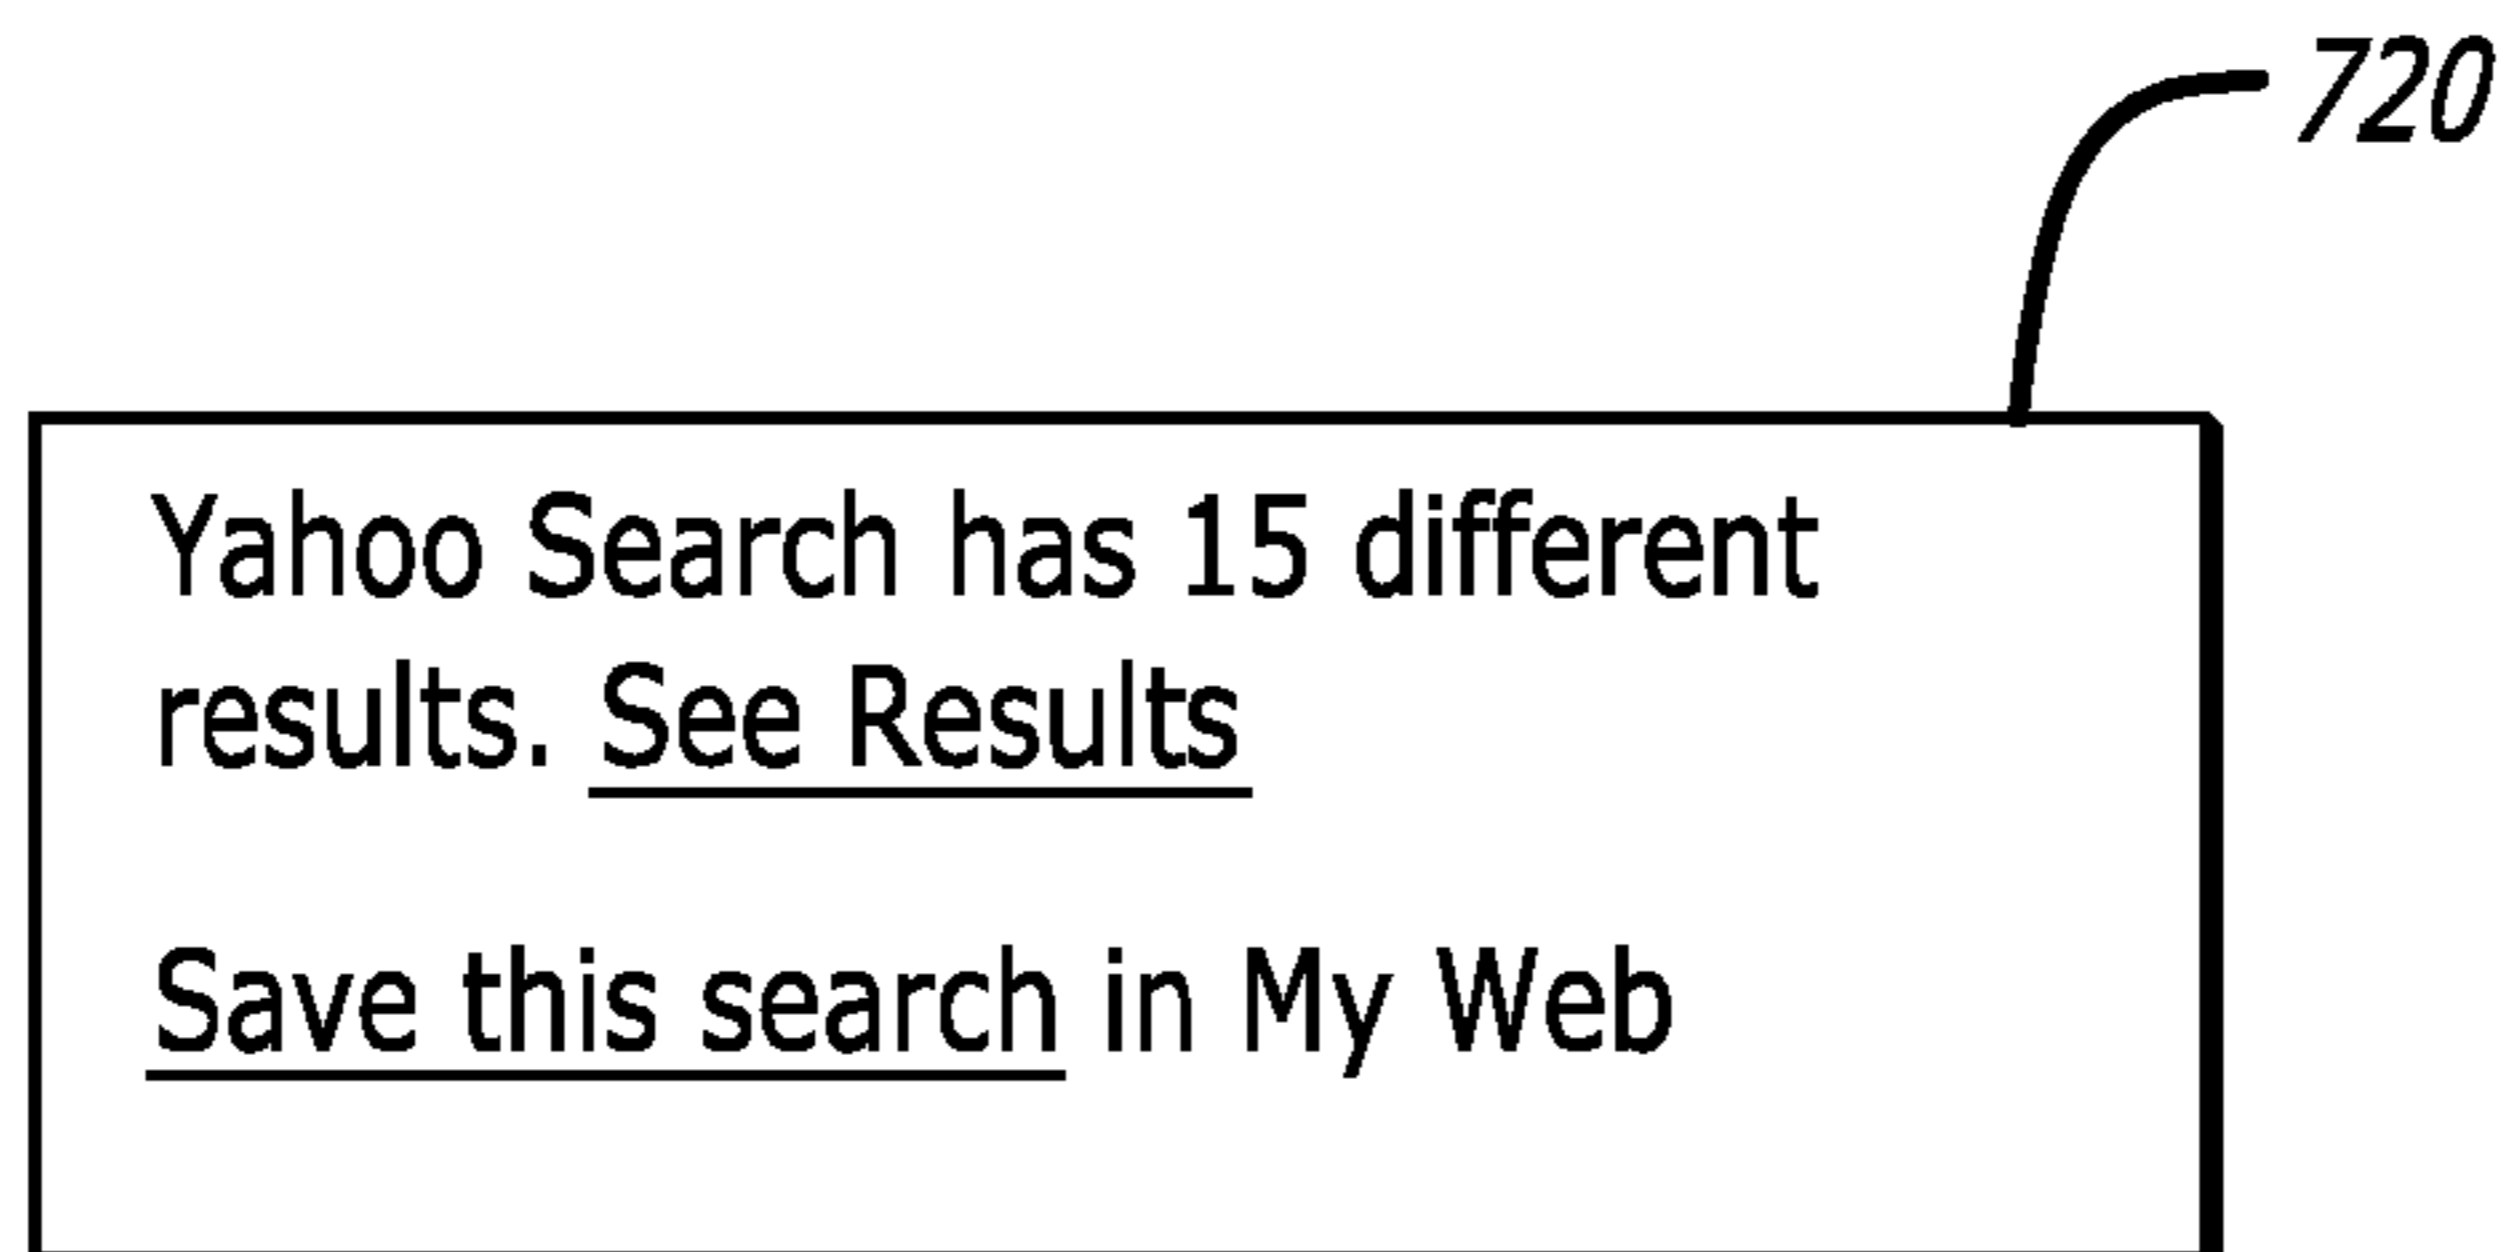 720
Yahoo Search has 15 different
results. See Results
Save this search in My Web